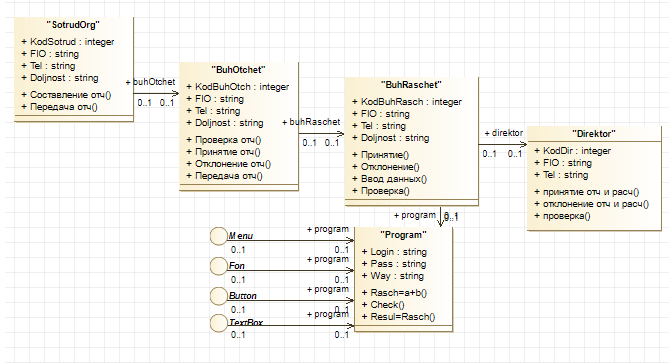 "SotrudOrg"
+ KodSotrud : integer
+ FIO : string
+ Tel : string
+ Doljnost : string
+ Составление отч()
+ Передача отч()
+ buhOtchet
0..1 0..1
"BuhOtchet"
+ KodBuhOtch : integer
+ FIO : string
+ Tel : string
+ Doljnost : string
+ Проверка отч()
+ Принятие отч()
+ Отклонение отч()
+ Передача отч()
+ buhRaschet
0..1 0..1
"BuhRaschet"
+ KodBuhRasch : integer
+ FIO : string
+ Tel : string
+ Doljnost : string
+ Принятие()
+ Отклонение()
+ Ввод данных()
+ Проверка()
+ direktor
0..1 0..1
"Direktor"
+ KodDir : integer
+ FIO : string
+ Tel : string
+ принятие отч и расч()
+ отклонение отч и расч()
+ проверка()
+ program
0..1
0..1
"Program"
+ Login : string
+ Pass : string
+ Way : string
+ Rasch=a+b()
+ Check()
+ Resul=Rasch()
Menu
+ program
0..1 0..1
Fon
+ program
0..1 0..1
Button
+ program
0..1 0..1
TextBox
+ program
0..1 0..1